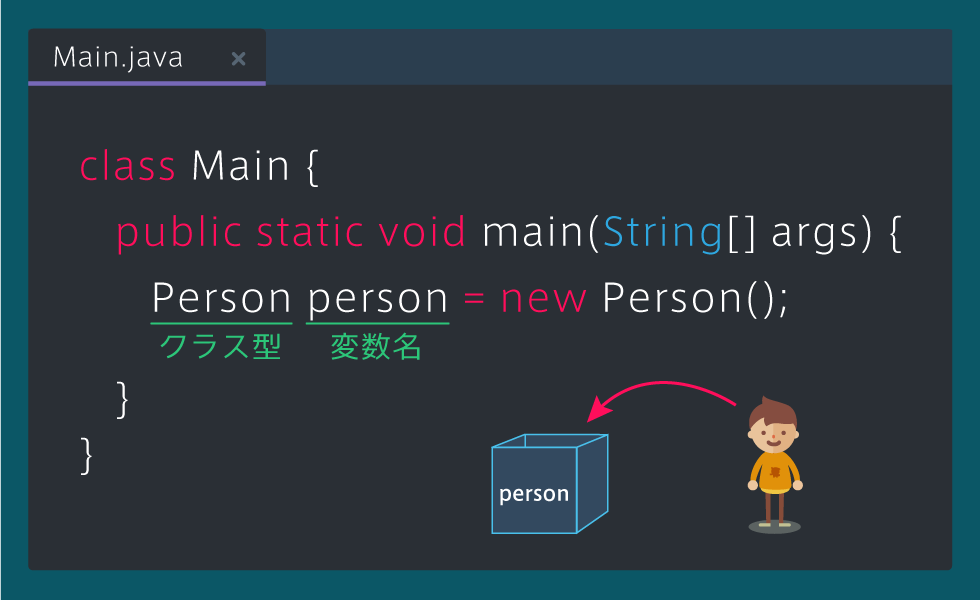 Main.java ×
class Main {
public static void main(String[] args) {
Person person = new Person();
クラス型 変数名
}
}
person